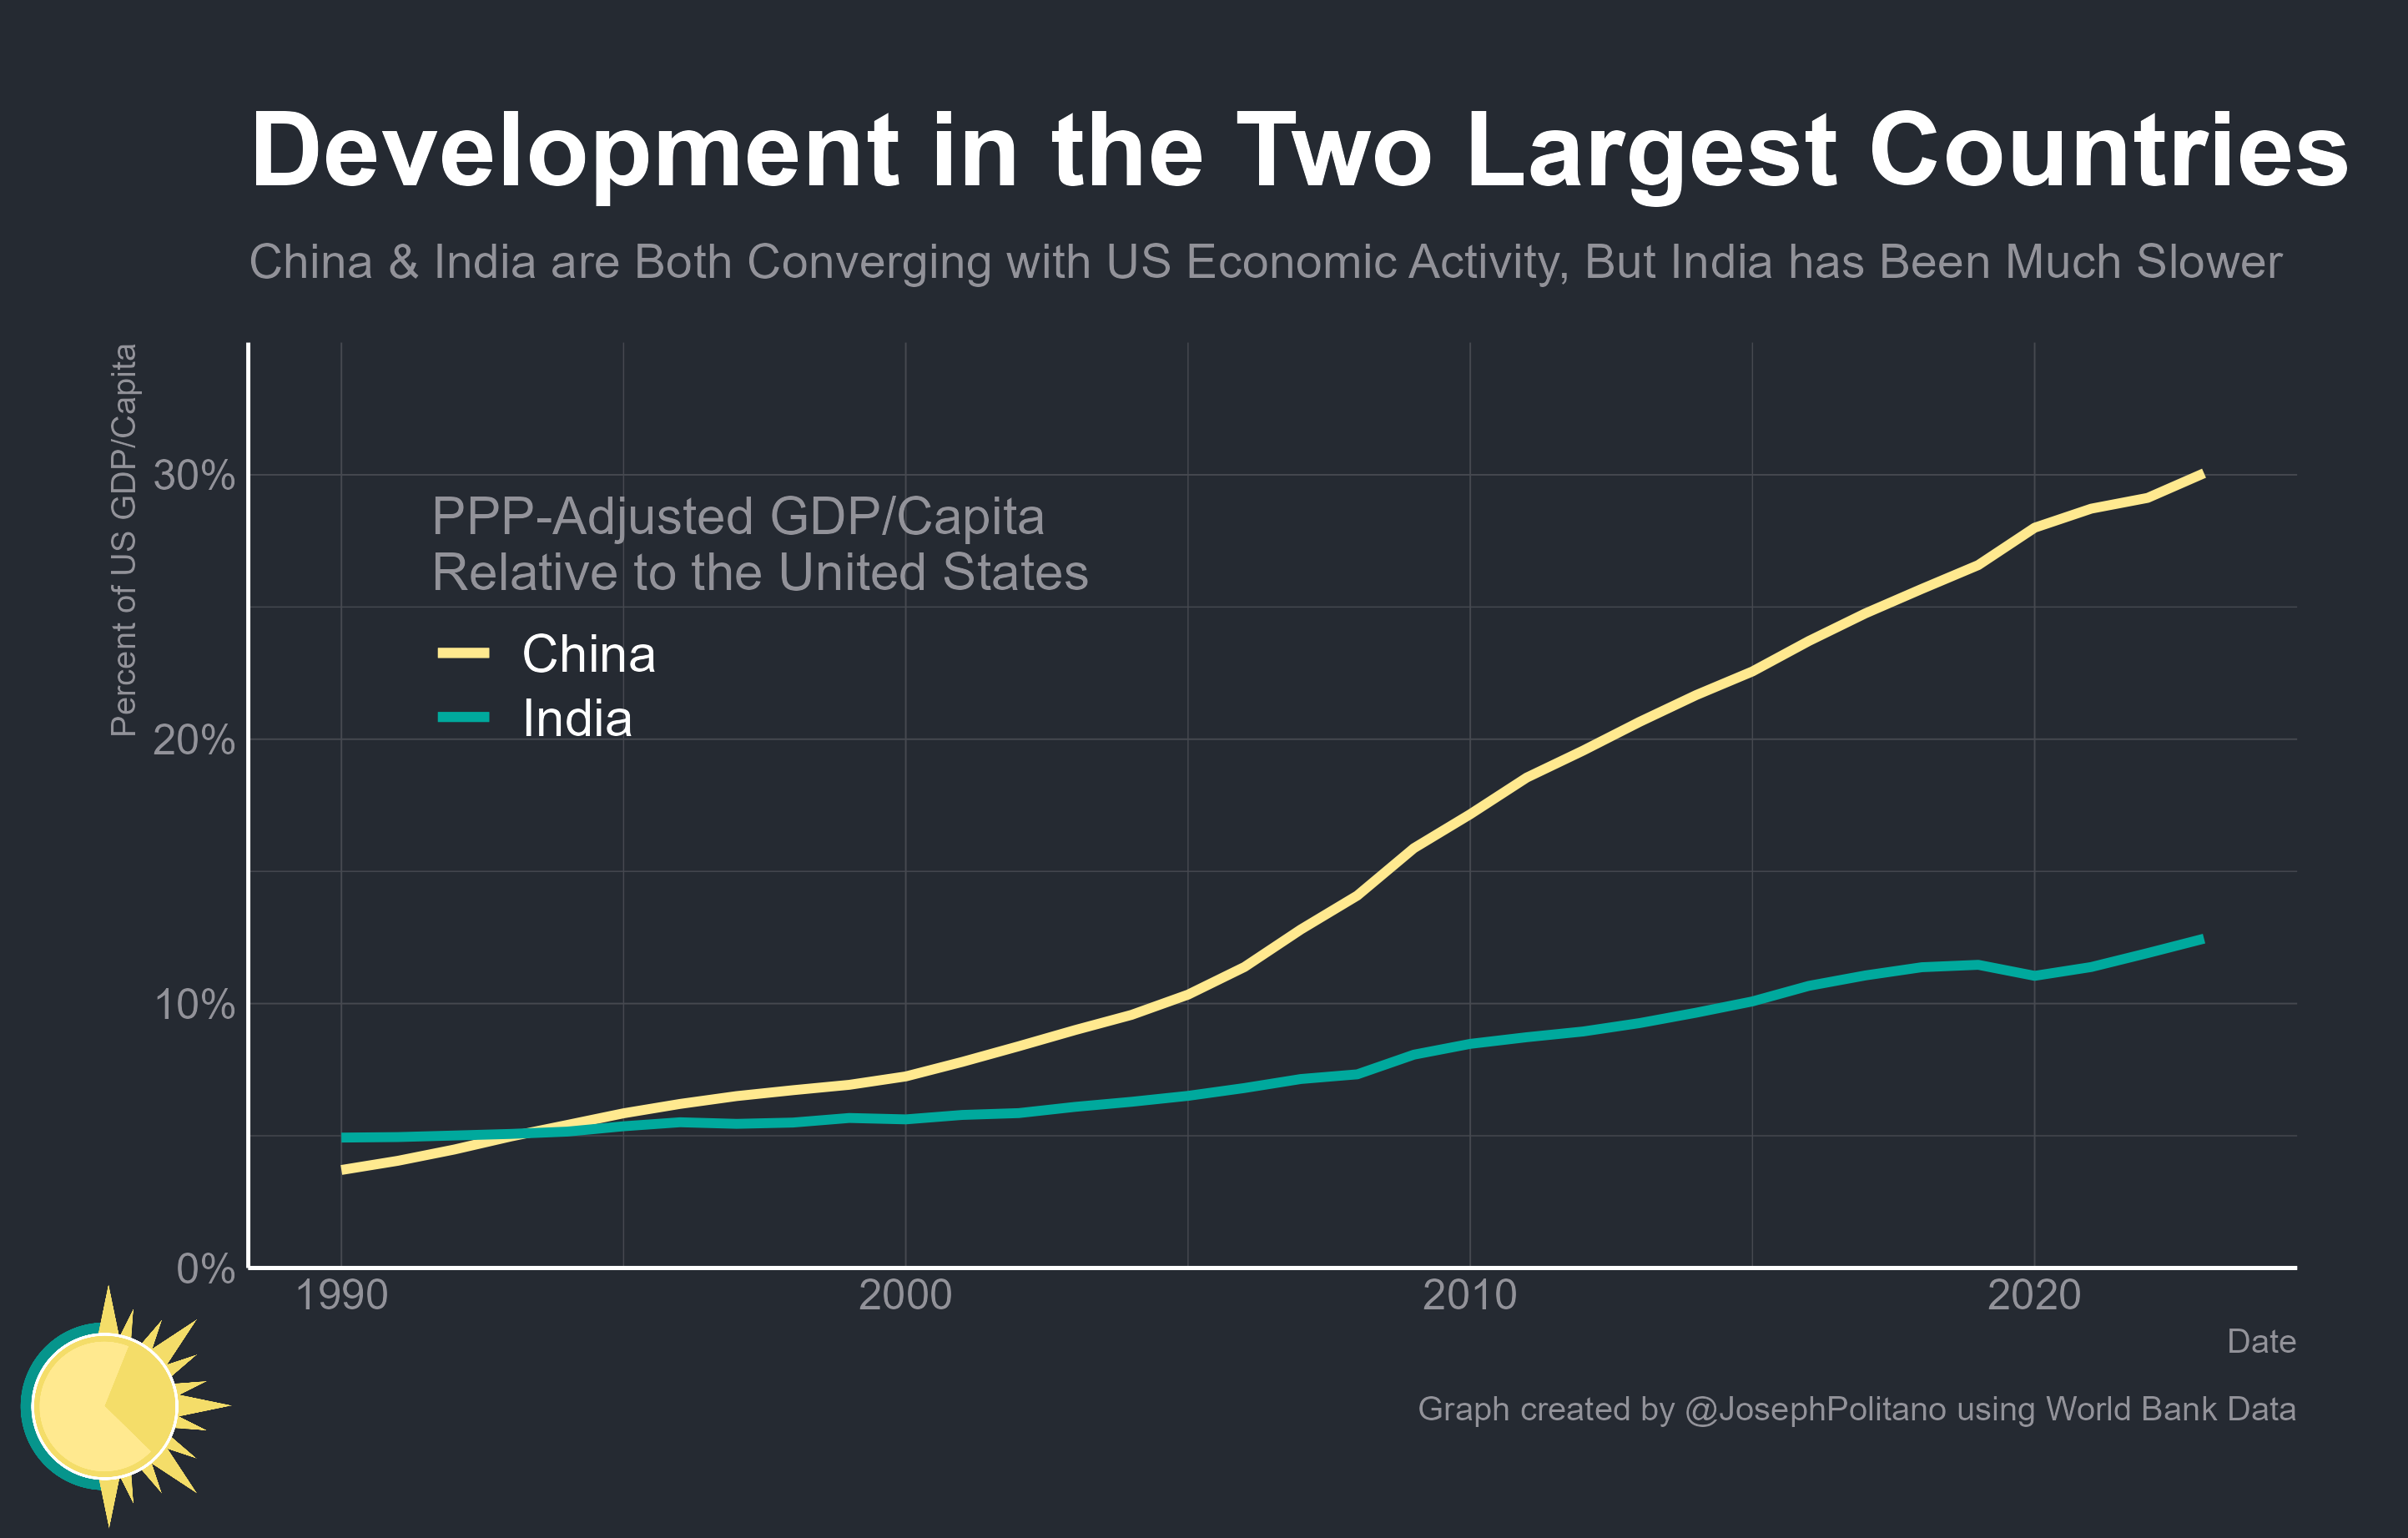 Development in the Two Largest Countries
China & India are Both Converging with US Economic Activity, But India has Been Much Slower
Percent of US GDP/Capita
30%
20%
10%
0%
PPP-Adjusted GDP/Capita
Relative to the United States
China
India
1990 2000 2010 2020
Date
Graph created by @JosephPolitano using World Bank Data